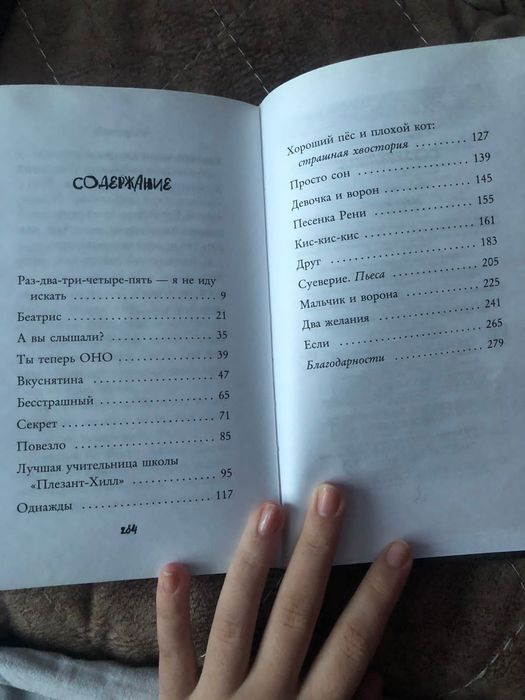 СОДЕРЖАНИЕ
Раз-два-три-четыре-пять — я не иду
искать ........................ 9
Беатрис ........................ 21
А вы слышали? ........................ 35
Ты теперь ОНО ........................ 39
Вкуснятина ........................ 47
Бесстрашный ........................ 65
Секрет ........................ 71
Повезло ........................ 85
Лучшая учительница школы
«Плезант-Хилл» ........................ 95
Однажды ........................ 117
284
Хороший пёс и плохой кот:
страшная хвостория ........................ 127
Просто сон ........................ 139
Девочка и ворон ........................ 145
Песенка Рени ........................ 155
Кис-кис-кис ........................ 161
Друг ........................ 183
Суеверие. Пьеса ........................ 205
Мальчик и ворона ........................ 225
Два желания ........................ 241
Если ........................ 265
Благодарности ........................ 279